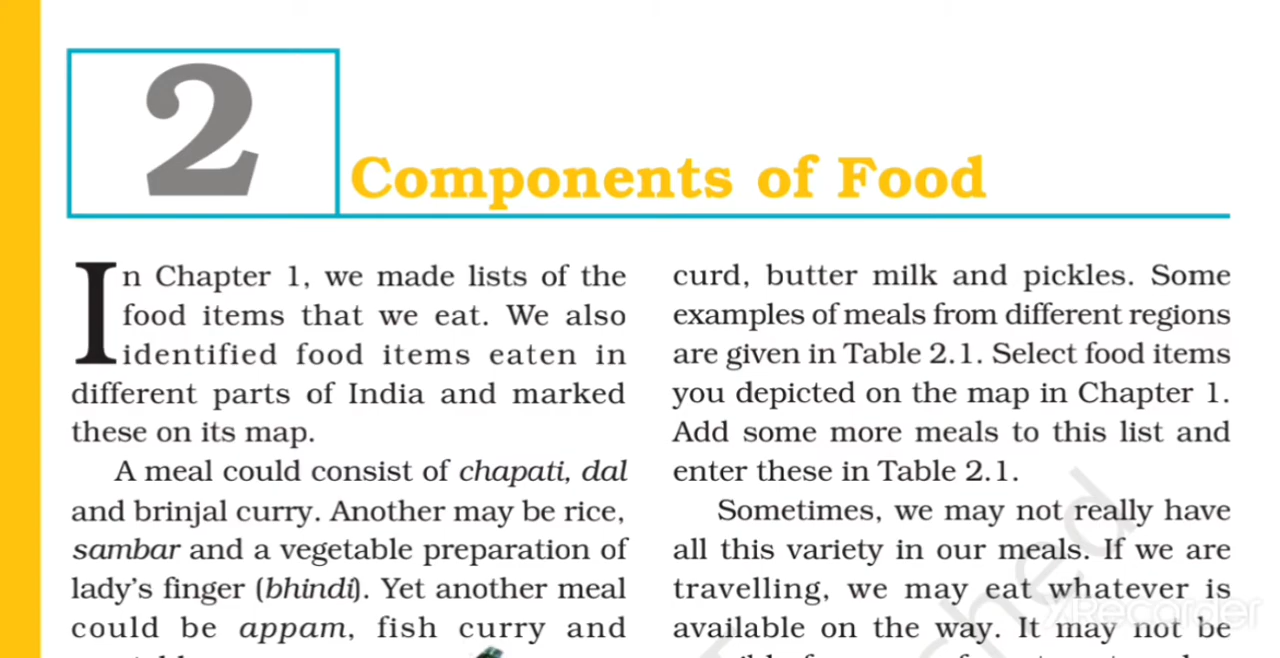 2
Components of Food
In Chapter 1, we made lists of the
food items that we eat. We also
identified food items eaten in
different parts of India and marked
these on its map.
A meal could consist of chapati, dal
and brinjal curry. Another may be rice,
sambar and a vegetable preparation of
lady's finger (bhindi). Yet another meal
could be appam, fish curry and
curd, butter milk and pickles. Some
examples of meals from different regions
are given in Table 2.1. Select food items
you depicted on the map in Chapter 1.
Add some more meals to this list and
enter these in Table 2.1.
Sometimes, we may not really have
all this variety in our meals. If we are
travelling, we may eat whatever is
available on the way. It may not be
XRecorder